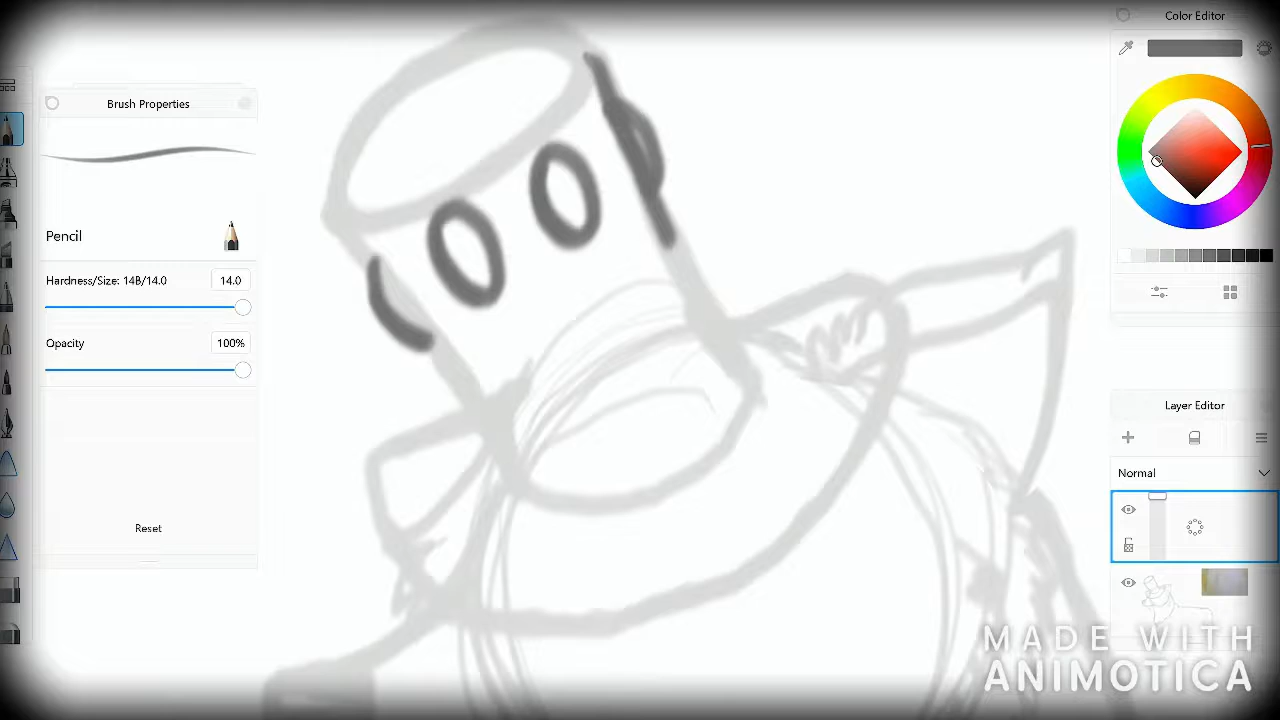 Color Editor
Brush Properties
Pencil
Hardness/Size: 14B/14.0
14.0
Opacity
100%
Reset
Layer Editor
Normal
MADE WITH
ANIMOTICA